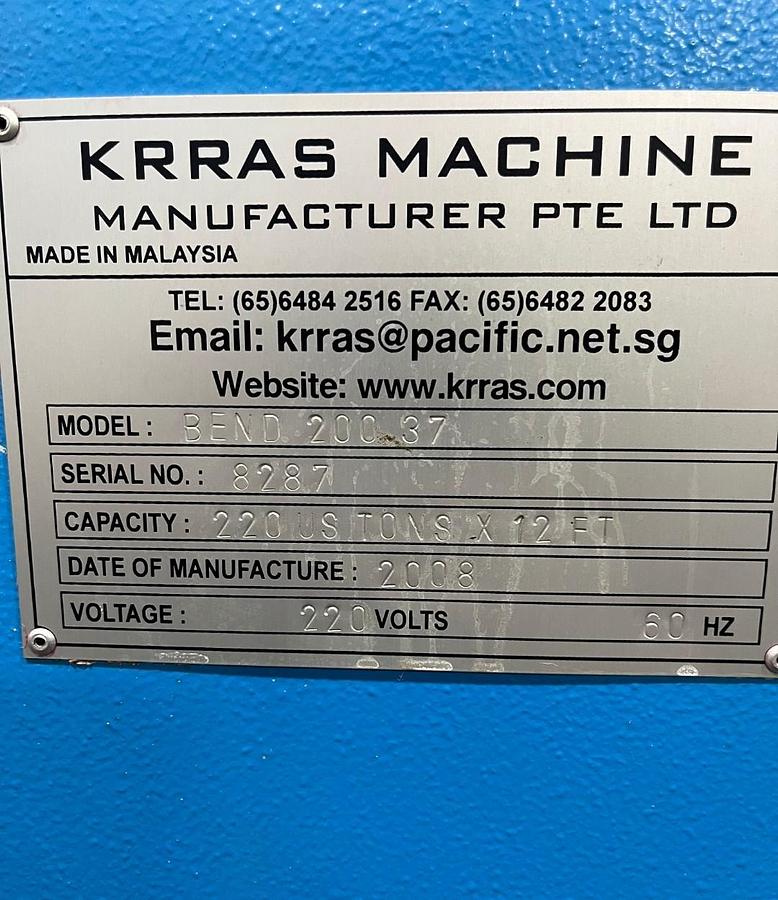 KRRAS MACHINE
MANUFACTURER PTE LTD
MADE IN MALAYSIA
TEL: (65)6484 2516 FAX: (65)6482 2083
Email: krras@pacific.net.sg
Website: www.krras.com
MODEL : BEND 200.37
SERIAL NO. : 8287
CAPACITY : 220 US TONS X 12 FT
DATE OF MANUFACTURE : 2008
VOLTAGE : 220 VOLTS 60 HZ